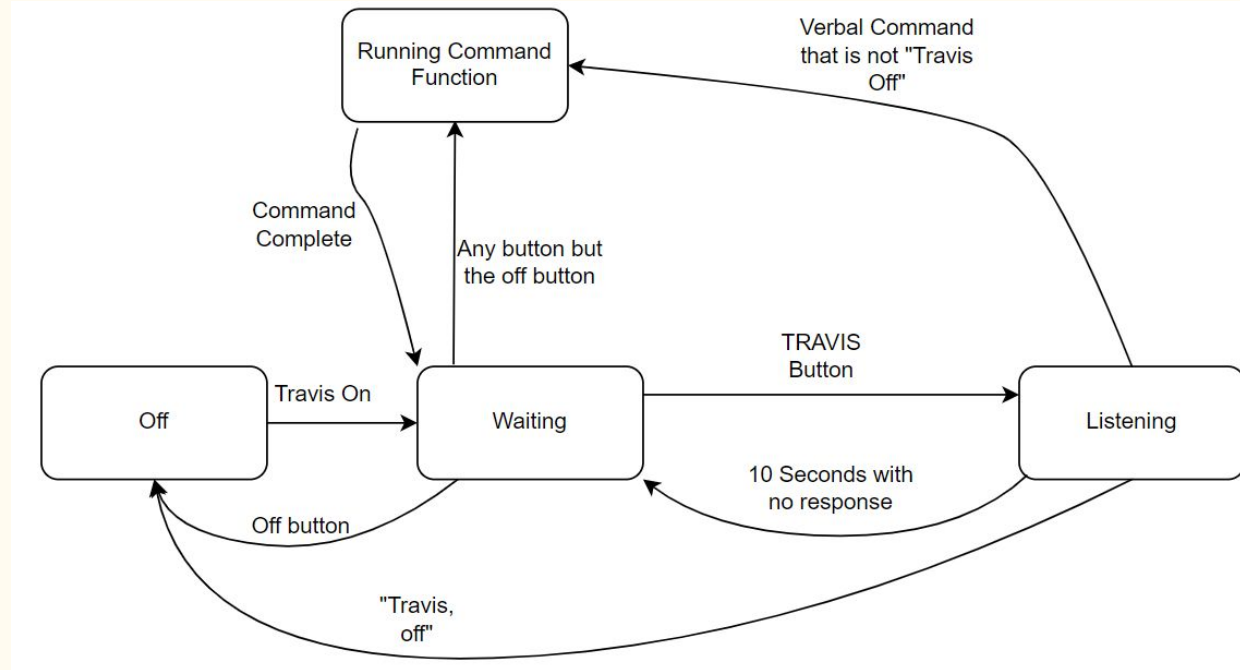 Running Command
Function
Verbal Command
that is not "Travis
Off"
Command
Complete
Any button but
the off button
TRAVIS
Button
Off
Travis On
Waiting
Listening
10 Seconds with
no response
Off button
"Travis,
off"